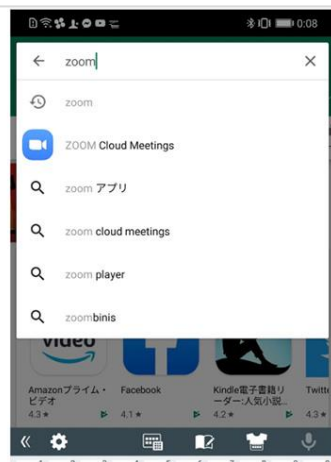 0:08
zoom
zoom
ZOOM Cloud Meetings
zoom アプリ
zoom cloud meetings
zoom player
zoombinis
video
Amazonプライム・ビデオ
Facebook
Kindle電子書籍リーダー:人気小説...
4.3★
4.1★
4.2★
4.3★